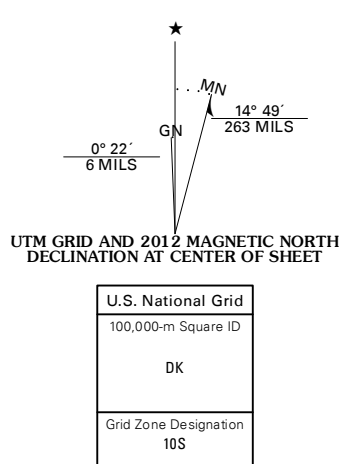 MN
GN
14° 49´
263 MILS
0° 22´
6 MILS
UTM GRID AND 2012 MAGNETIC NORTH
DECLINATION AT CENTER OF SHEET
U.S. National Grid
100,000-m Square ID
DK
Grid Zone Designation
10S